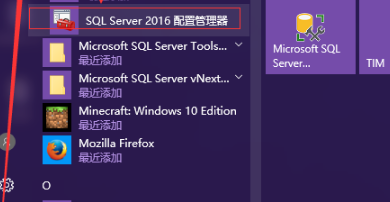 SQL Server 2016 配置管理器
Microsoft SQL Server Tools...
最近添加
Microsoft SQL Server vNext...
最近添加
Minecraft: Windows 10 Edition
最近添加
Mozilla Firefox
最近添加
O
Microsoft SQL
Server...
TIM